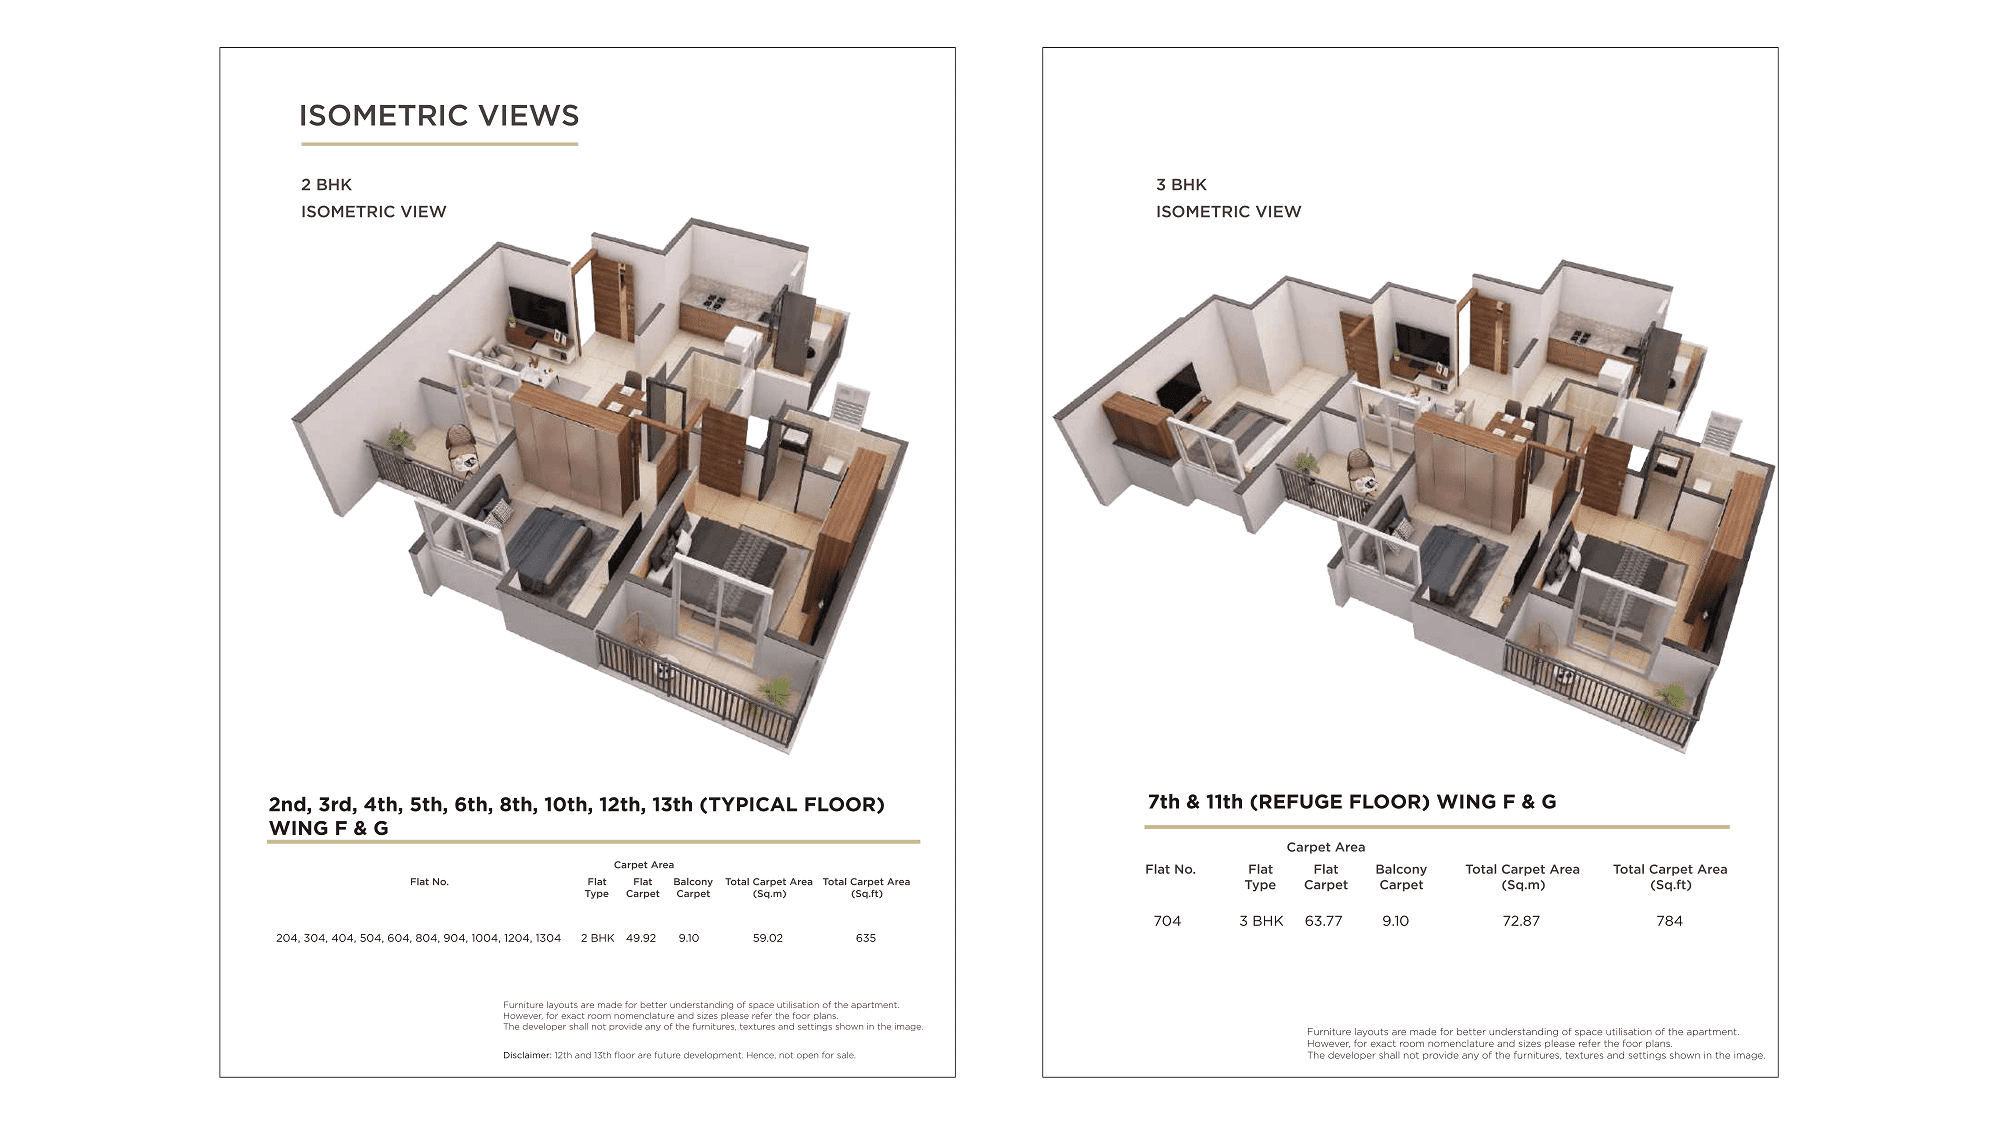 ISOMETRIC VIEWS
2 BHK
ISOMETRIC VIEW
2nd, 3rd, 4th, 5th, 6th, 8th, 10th, 12th, 13th (TYPICAL FLOOR)
WING F & G
Carpet Area
Flat No. Flat Type Flat Carpet Balcony Carpet Total Carpet Area (Sq.m) Total Carpet Area (Sq.ft)
204, 304, 404, 504, 604, 804, 904, 1004, 1204, 1304 2 BHK 49.92 9.10 59.02 635
Furniture layouts are made for better understanding of space utilisation of the apartment.
However, for exact room nomenclature and sizes please refer the foor plans.
The developer shall not provide any of the furnitures, textures and settings shown in the image.
Disclaimer: 12th and 13th floor are future development. Hence, not open for sale.
3 BHK
ISOMETRIC VIEW
7th & 11th (REFUGE FLOOR) WING F & G
Carpet Area
Flat No. Flat Type Flat Carpet Balcony Carpet Total Carpet Area (Sq.m) Total Carpet Area (Sq.ft)
704 3 BHK 63.77 9.10 72.87 784
Furniture layouts are made for better understanding of space utilisation of the apartment.
However, for exact room nomenclature and sizes please refer the foor plans.
The developer shall not provide any of the furnitures, textures and settings shown in the image.